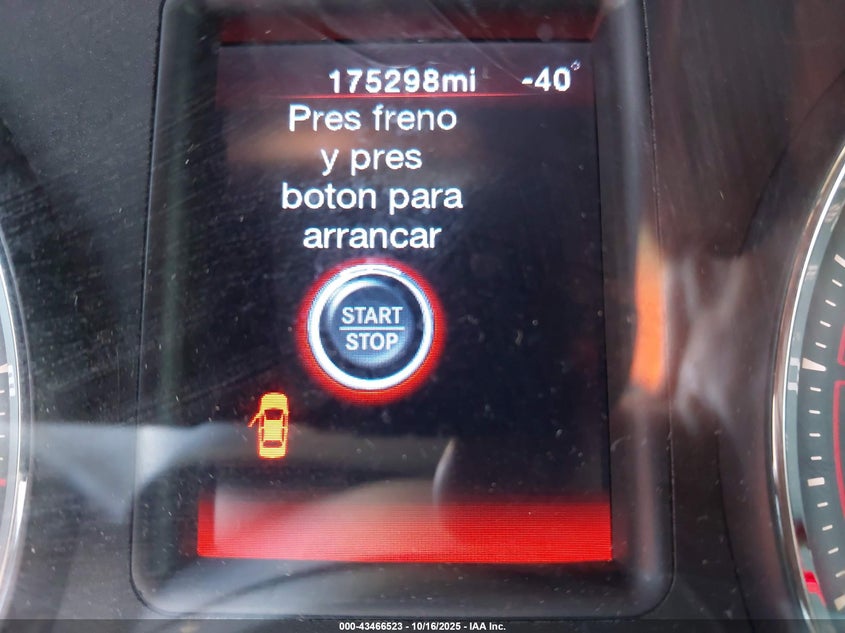 175298mi -40°
Pres freno
y pres
boton para
arrancar
START
STOP
000-43466523 - 10/16/2025 - IAA Inc.